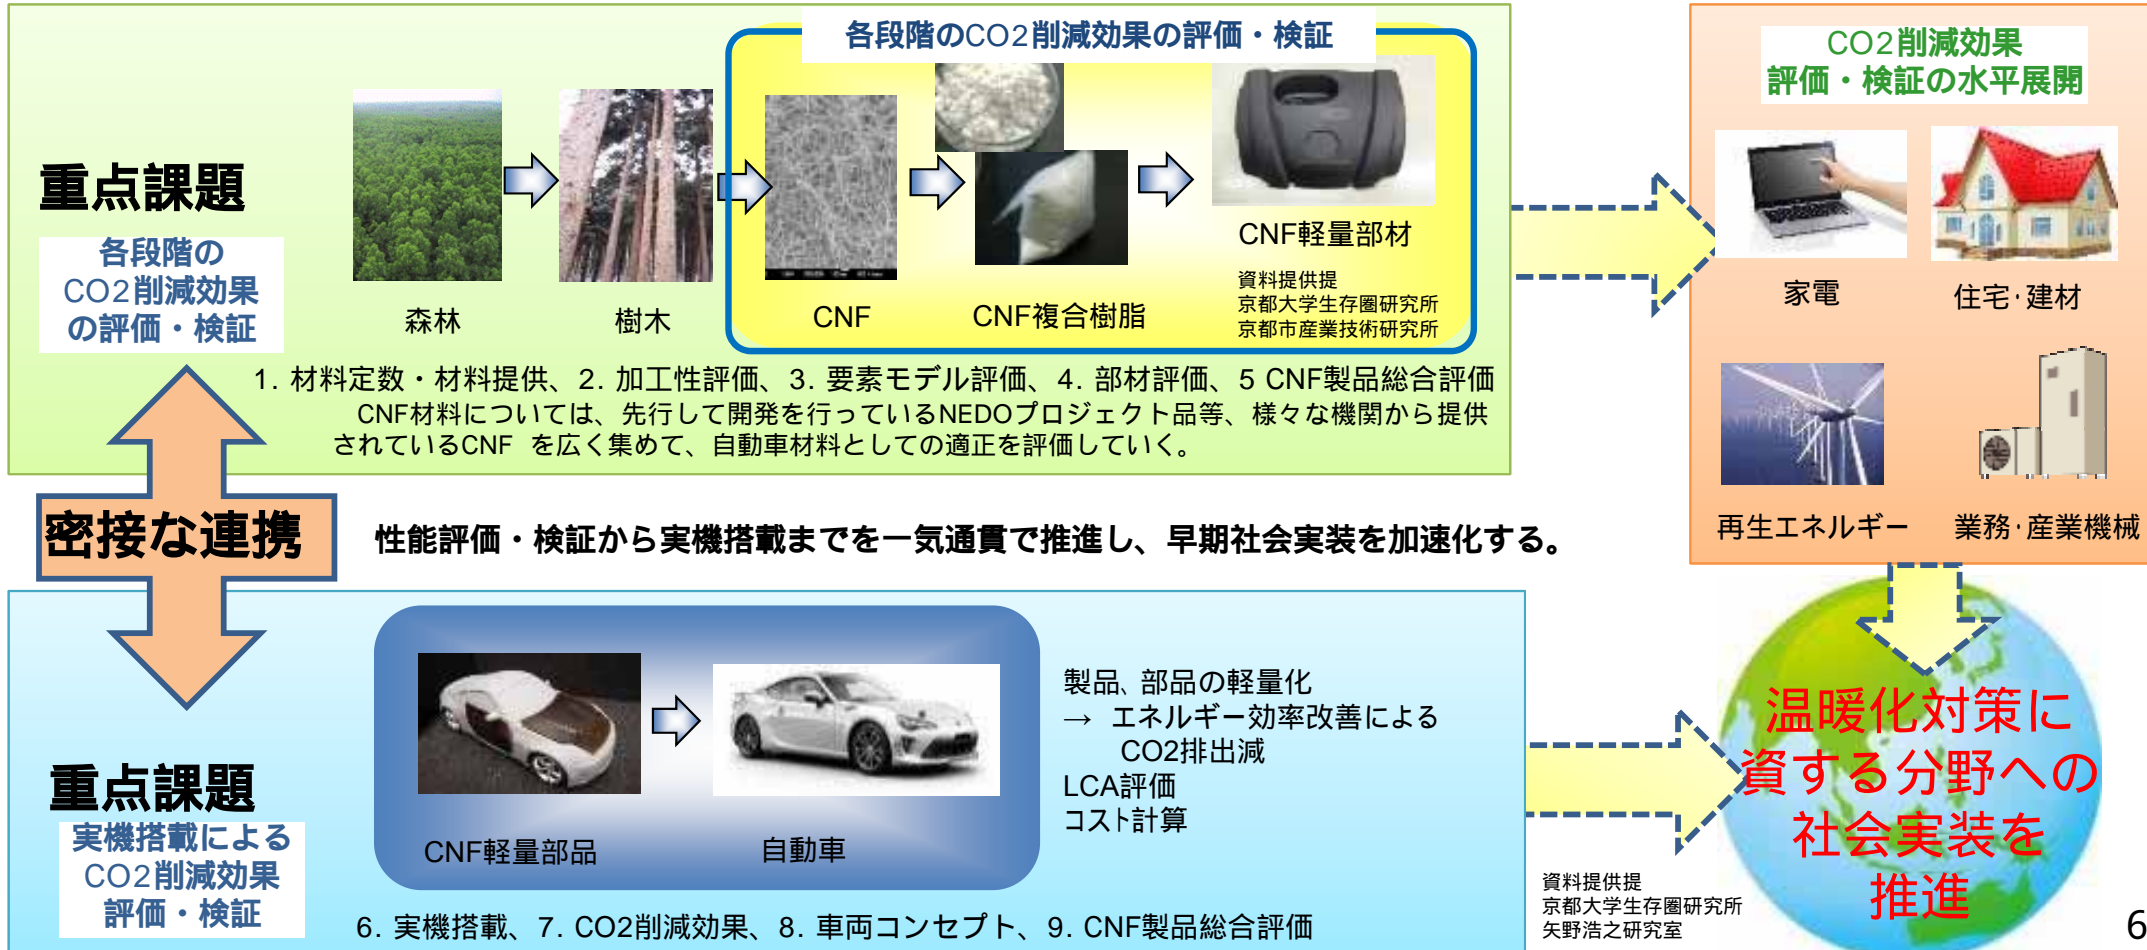 各段階のCO2削減効果の評価・検証
重点課題
各段階の
CO2削減効果
の評価・検証
森林
樹木
CNF
CNF複合樹脂
CNF軽量部材
資料提供提
京都大学生存圏研究所
京都市産業技術研究所
1. 材料定数・材料提供、2. 加工性評価、3. 要素モデル評価、4. 部材評価、5 CNF製品総合評価
CNF材料については、先行して開発を行っているNEDOプロジェクト品等、様々な機関から提供
されているCNF を広く集めて、自動車材料としての適正を評価していく。
CO2削減効果
評価・検証の水平展開
家電
住宅・建材
再生エネルギー
業務・産業機械
密接な連携
性能評価・検証から実機搭載までを一気通貫で推進し、早期社会実装を加速化する。
重点課題
実機搭載による
CO2削減効果
評価・検証
CNF軽量部品
自動車
製品、部品の軽量化
→ エネルギー効率改善による
CO2排出減
LCA評価
コスト計算
6. 実機搭載、7. CO2削減効果、8. 車両コンセプト、9. CNF製品総合評価
温暖化対策に
資する分野への
社会実装を
推進
資料提供提
京都大学生存圏研究所
矢野浩之研究室
6